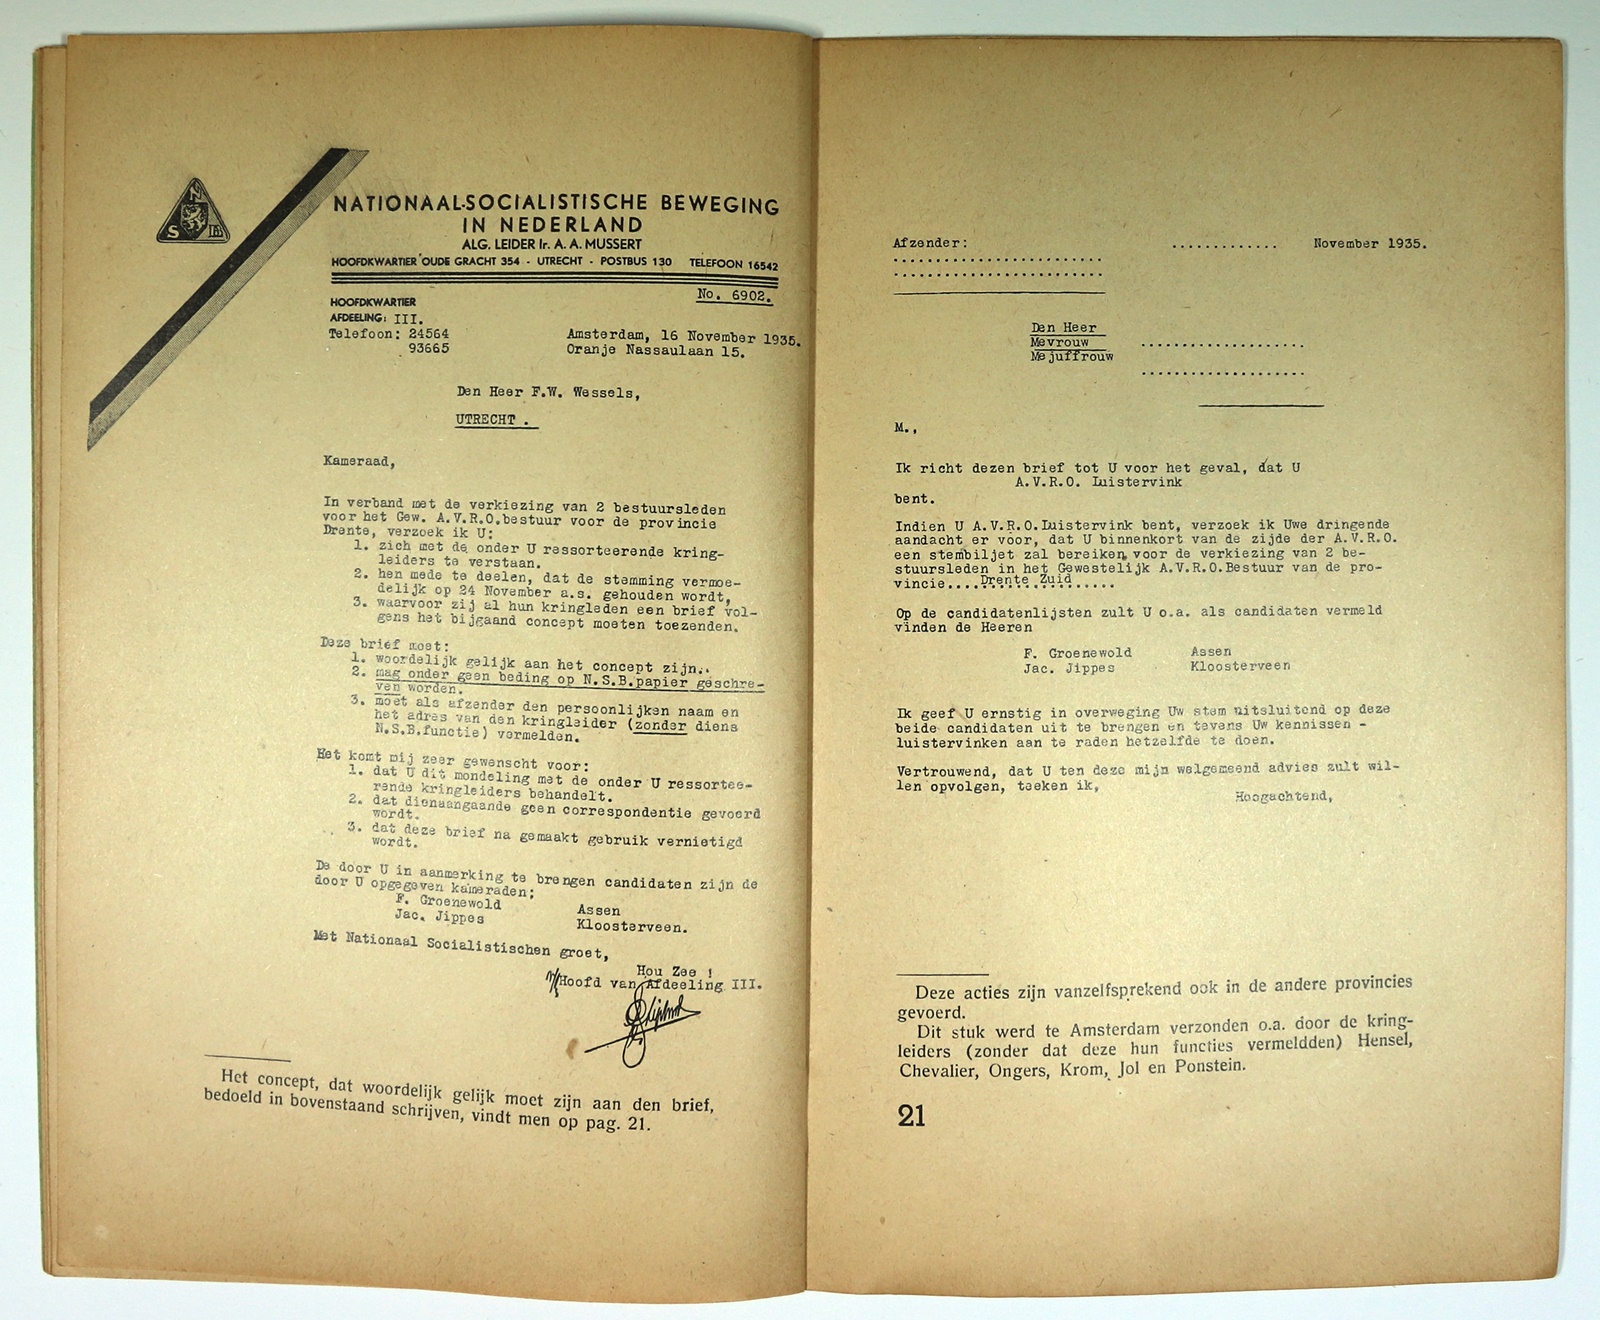 N
S B
NATIONAAL-SOCIALISTISCHE BEWEGING
IN NEDERLAND
ALG. LEIDER Ir. A. A. MUSSERT
HOOFDKWARTIER OUDE GRACHT 354 - UTRECHT - POSTBUS 130 TELEFOON 16542
No. 6902.
HOOFDKWARTIER
AFDEELING: III.
Telefoon: 24564
93665
Amsterdam, 16 November 1935.
Oranje Nassaulaan 15.
Den Heer F.W. Wessels,
UTRECHT.
Kameraad,
In verband met de verkiezing van 2 bestuursleden
voor het Gew. A.V.R.O.bestuur voor de provincie
Drente, verzoek ik U:
1. zich met de onder U ressorteerende kring-
leiders te verstaan.
2. hen mede te deelen, dat de stemming vermoe-
delijk op 24 November a.s. gehouden wordt,
3. waarvoor zij al hun kringleden een brief vol-
gens het bijgaand concept moeten toezenden.
Deze brief moet:
1. woordelijk gelijk aan het concept zijn..
2. mag onder geen beding op N.S.B.papier geschre-
ven worden.
3. moet als afzender den persoonlijken naam en
het adres van den kringleider (zonder diens
N.S.B.functie) vermelden.
Het komt mij zeer gewenscht voor:
1. dat U dit mondeling met de onder U ressortee-
rende kringleiders behandelt.
2. dat dienaangaande geen correspondentie gevoerd
wordt.
3. dat deze brief na gemaakt gebruik vernietigd
wordt.
De door U in aanmerking te brengen candidaten zijn de
door U opgegeven kameraden:
F. Groenewold Assen
Jac. Jippes Kloosterveen.
Met Nationaal Socialistischen groet,
Hou Zee !
Hoofd van Afdeeling III.
Het concept, dat woordelijk gelijk moet zijn aan den brief,
bedoeld in bovenstaand schrijven, vindt men op pag. 21.
Afzender: ............. November 1935.
Den Heer
Mevrouw ....................
Mejuffrouw
....................
M.,
Ik richt dezen brief tot U voor het geval, dat U
A.V.R.O. Luistervink
bent.
Indien U A.V.R.O.Luistervink bent, verzoek ik Uwe dringende
aandacht er voor, dat U binnenkort van de zijde der A.V.R.O.
een stembiljet zal bereiken, voor de verkiezing van 2 be-
stuursleden in het Gewestelijk A.V.R.O.Bestuur van de pro-
vincie....Drente Zuid.....
Op de candidatenlijsten zult U o.a. als candidaten vermeld
vinden de Heeren
F. Groenewold Assen
Jac. Jippes Kloosterveen
Ik geef U ernstig in overweging Uw stem uitsluitend op deze
beide candidaten uit te brengen en tevens Uw kennissen -
luistervinken aan te raden hetzelfde te doen.
Vertrouwend, dat U ten deze mijn welgemeend advies zult wil-
len opvolgen, teeken ik,
Hoogachtend,
Deze acties zijn vanzelfsprekend ook in de andere provincies
gevoerd.
Dit stuk werd te Amsterdam verzonden o.a. door de kring-
leiders (zonder dat deze hun functies vermeldden) Hensel,
Chevalier, Ongers, Krom, Jol en Ponstein.
21